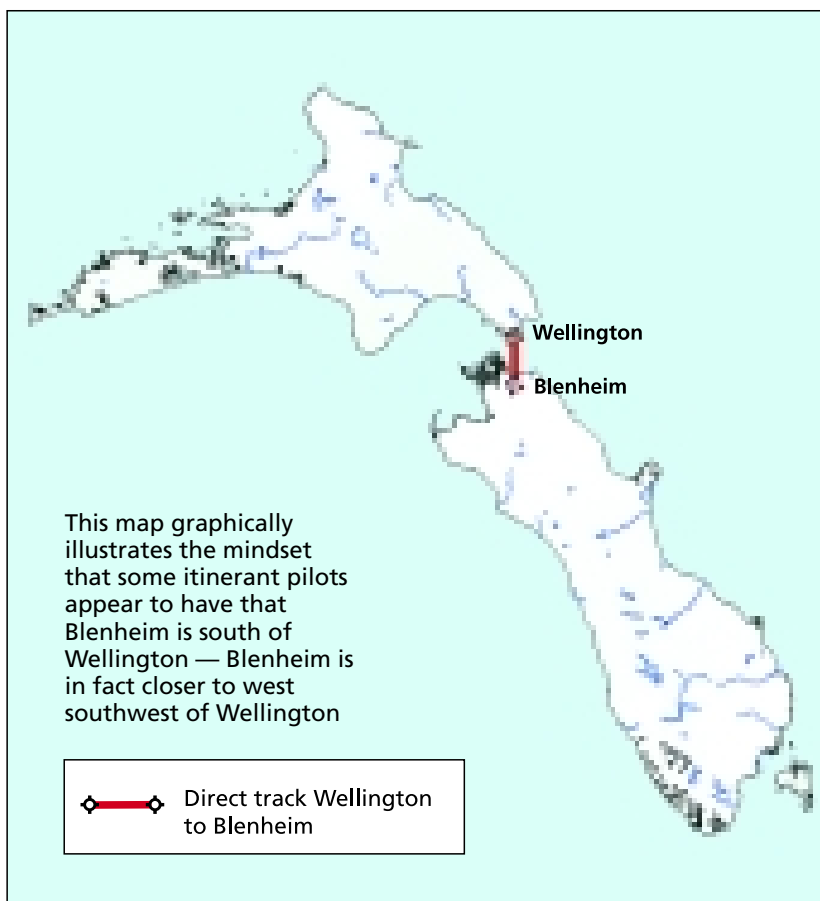 Wellington
Blenheim
This map graphically
illustrates the mindset
that some itinerant pilots
appear to have that
Blenheim is south of
Wellington — Blenheim is
in fact closer to west
southwest of Wellington
Direct track Wellington
to Blenheim